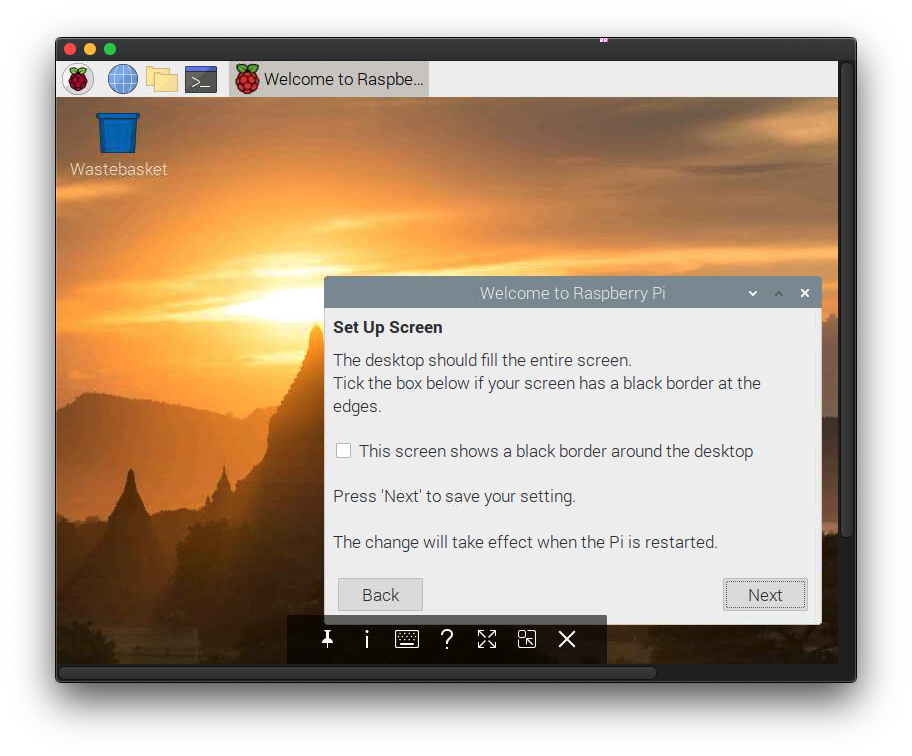 Welcome to Raspbe...
Wastebasket
Welcome to Raspberry Pi
Set Up Screen
The desktop should fill the entire screen.
Tick the box below if your screen has a black border at the
edges.
This screen shows a black border around the desktop
Press 'Next' to save your setting.
The change will take effect when the Pi is restarted.
Back
Next